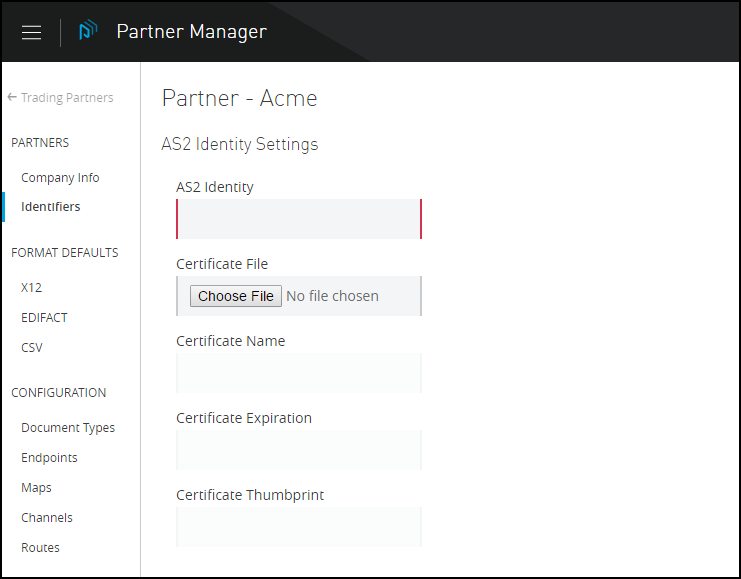 Partner Manager
← Trading Partners
PARTNERS
Company Info
Identifiers
FORMAT DEFAULTS
X12
EDIFACT
CSV
CONFIGURATION
Document Types
Endpoints
Maps
Channels
Routes
Partner - Acme
AS2 Identity Settings
AS2 Identity
Certificate File
Choose File No file chosen
Certificate Name
Certificate Expiration
Certificate Thumbprint